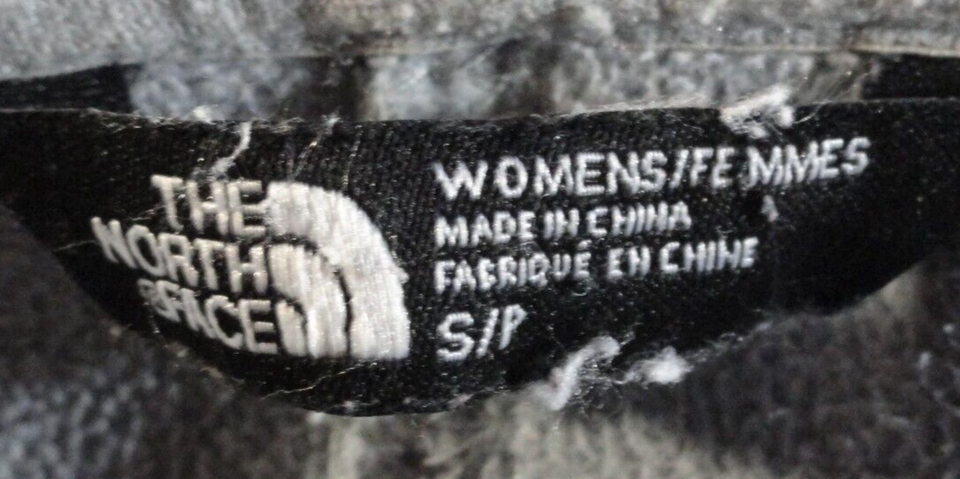 THE
NORTH
FACE
WOMENS/FEMMES
MADE IN CHINA
FABRIQUÉ EN CHINE
S/P